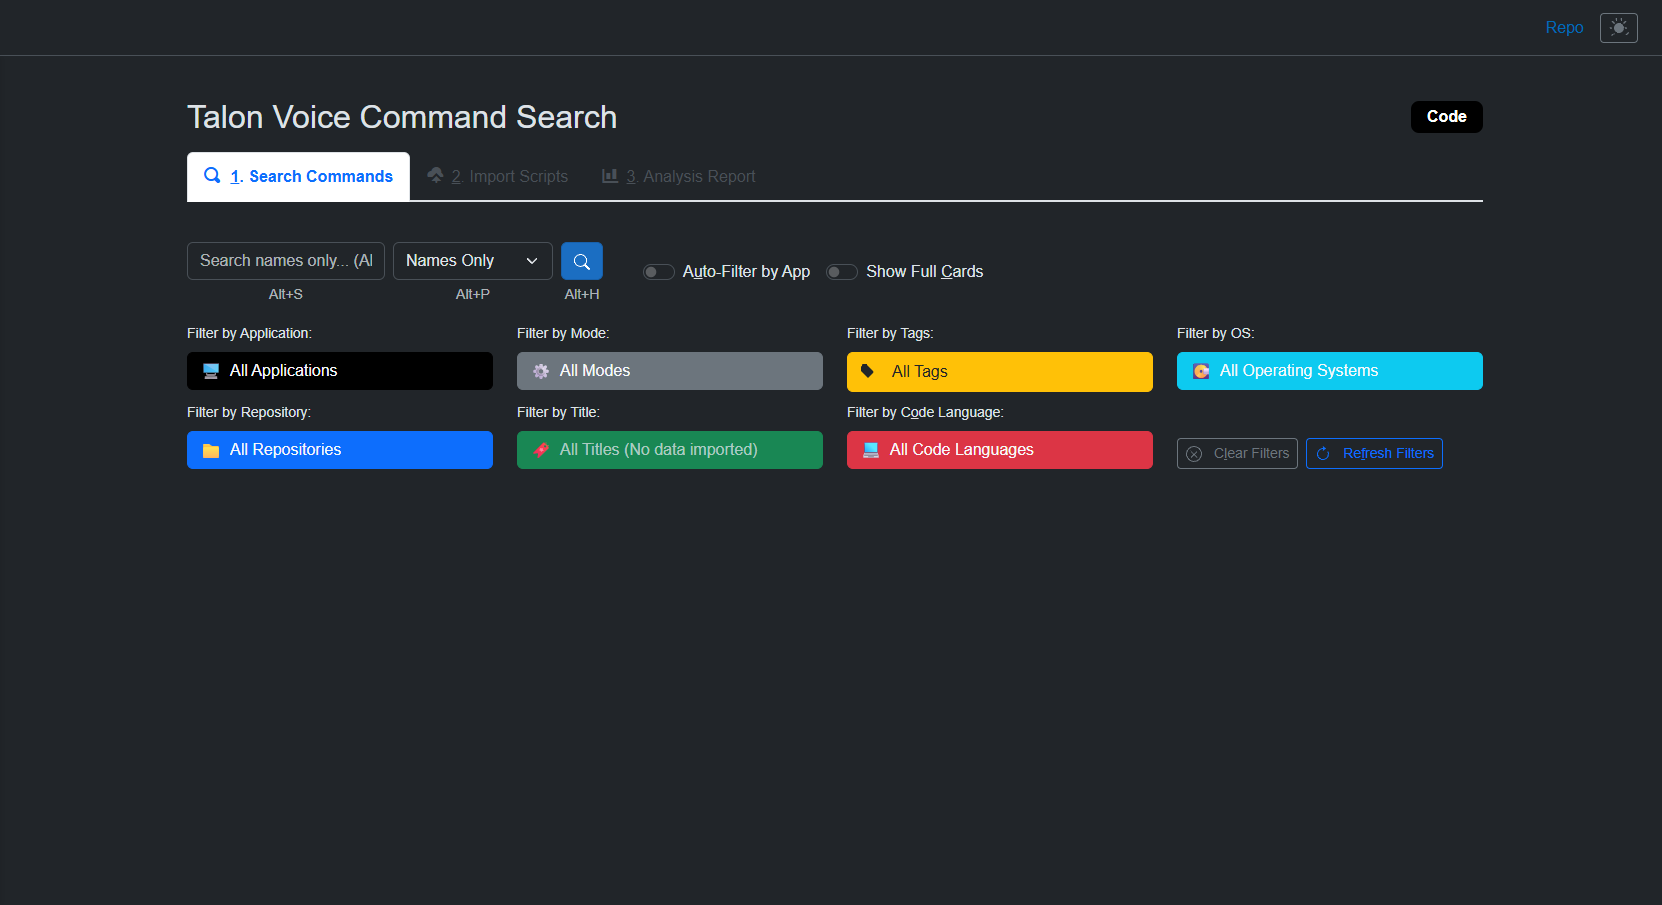 Repo
Talon Voice Command Search
Code
1. Search Commands
2. Import Scripts
3. Analysis Report
Search names only... (Al
Names Only
Auto-Filter by App
Show Full Cards
Alt+S
Alt+P
Alt+H
Filter by Application:
Filter by Mode:
Filter by Tags:
Filter by OS:
All Applications
All Modes
All Tags
All Operating Systems
Filter by Repository:
Filter by Title:
Filter by Code Language:
All Repositories
All Titles (No data imported)
All Code Languages
Clear Filters
Refresh Filters